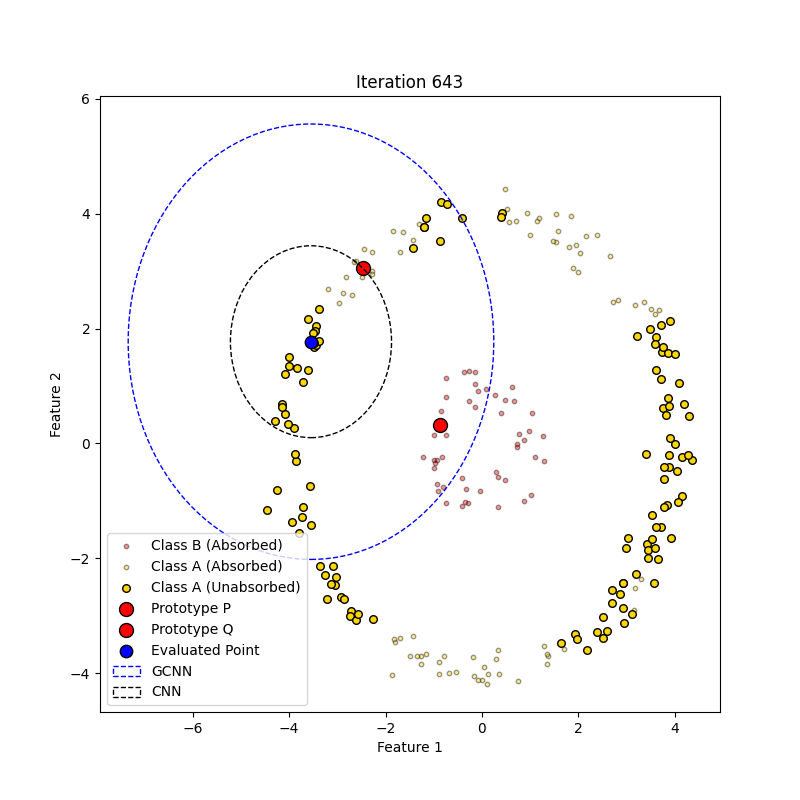 Iteration 643
Feature 2
6
4
2
0
−2
−4
Class B (Absorbed)
Class A (Absorbed)
Class A (Unabsorbed)
Prototype P
Prototype Q
Evaluated Point
GCNN
CNN
−6
−4
−2
0
2
4
Feature 1